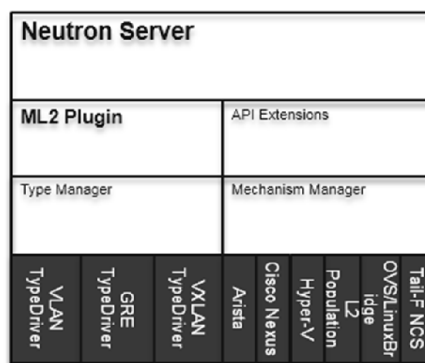 Neutron Server
ML2 Plugin
API Extensions
Type Manager
Mechanism Manager
VLAN
TypeDriver
GRE
TypeDriver
VXLAN
TypeDriver
Arista
Cisco Nexus
Hyper-V
L2
Population
OVS/LinuxBr
idge
Tail-F NCS